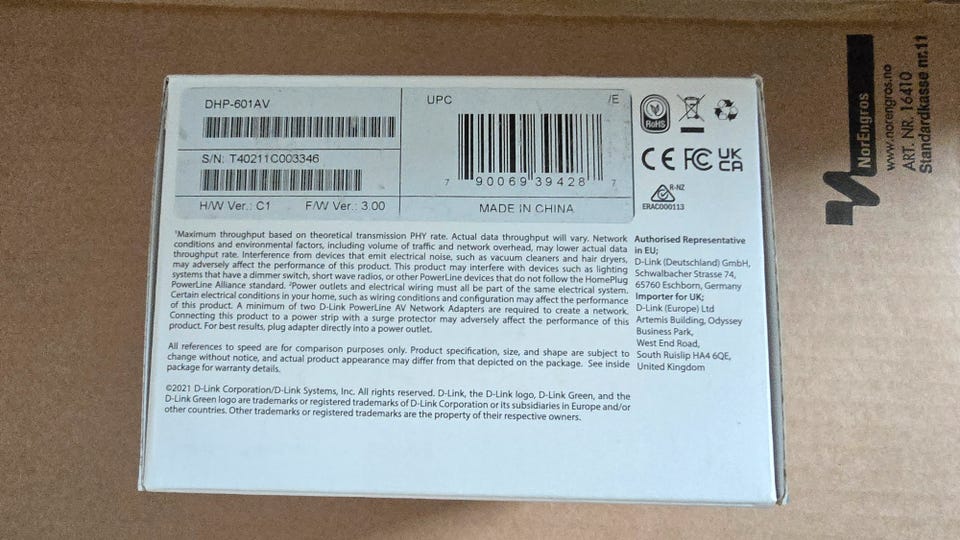 DHP-601AV
S/N: T40211C003346
H/W Ver.: C1 F/W Ver.: 3.00
UPC /E
7 90069 39428 7
MADE IN CHINA
RoHS
CE FC UK CA
R-NZ
ERAC000113
¹Maximum throughput based on theoretical transmission PHY rate. Actual data throughput will vary. Network
conditions and environmental factors, including volume of traffic and network overhead, may lower actual data
throughput rate. Interference from devices that emit electrical noise, such as vacuum cleaners and hair dryers,
may adversely affect the performance of this product. This product may interfere with devices such as lighting
systems that have a dimmer switch, short wave radios, or other PowerLine devices that do not follow the HomePlug
PowerLine Alliance standard. ²Power outlets and electrical wiring must all be part of the same electrical system.
Certain electrical conditions in your home, such as wiring conditions and configuration may affect the performance
of this product. A minimum of two D-Link PowerLine AV Network Adapters are required to create a network.
Connecting this product to a power strip with a surge protector may adversely affect the performance of this
product. For best results, plug adapter directly into a power outlet.
All references to speed are for comparison purposes only. Product specification, size, and shape are subject to
change without notice, and actual product appearance may differ from that depicted on the package. See inside
package for warranty details.
©2021 D-Link Corporation/D-Link Systems, Inc. All rights reserved. D-Link, the D-Link logo, D-Link Green, and the
D-Link Green logo are trademarks or registered trademarks of D-Link Corporation or its subsidiaries in Europe and/or
other countries. Other trademarks or registered trademarks are the property of their respective owners.
Authorised Representative
in EU;
D-Link (Deutschland) GmbH,
Schwalbacher Strasse 74,
65760 Eschborn, Germany
Importer for UK;
D-Link (Europe) Ltd
Artemis Building, Odyssey
Business Park,
West End Road,
South Ruislip HA4 6QE,
United Kingdom
NorEngros
www.norengros.no
ART. NR. 16410
Standardkasse nr.11